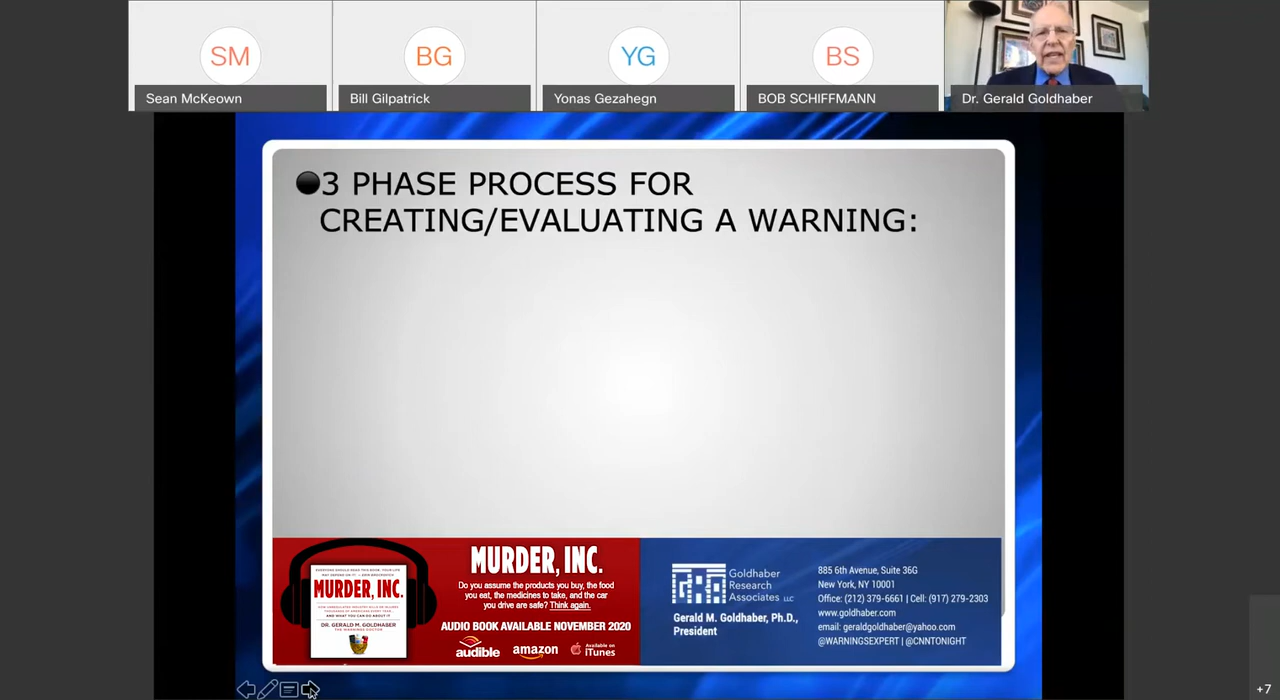 SM
BG
YG
BS
Sean McKeown
Bill Gilpatrick
Yonas Gezahegn
BOB SCHIFFMANN
Dr. Gerald Goldhaber
3 PHASE PROCESS FOR
CREATING/EVALUATING A WARNING:
MURDER, INC.
DR. GERALD M. GOLDHABER
THE WARNINGS DOCTOR
MURDER, INC.
Do you assume the products you buy, the food
you eat, the medicines to take, and the car
you drive are safe? Think again.
AUDIO BOOK AVAILABLE NOVEMBER 2020
audible
amazon
Available on
iTunes
Goldhaber
Research
Associates LLC
Gerald M. Goldhaber, Ph.D.,
President
885 6th Avenue, Suite 36G
New York, NY 10001
Office: (212) 379-6661 | Cell: (917) 279-2303
www.goldhaber.com
email: geraldgoldhaber@yahoo.com
@WARNINGSEXPERT | @CNNTONIGHT
+7